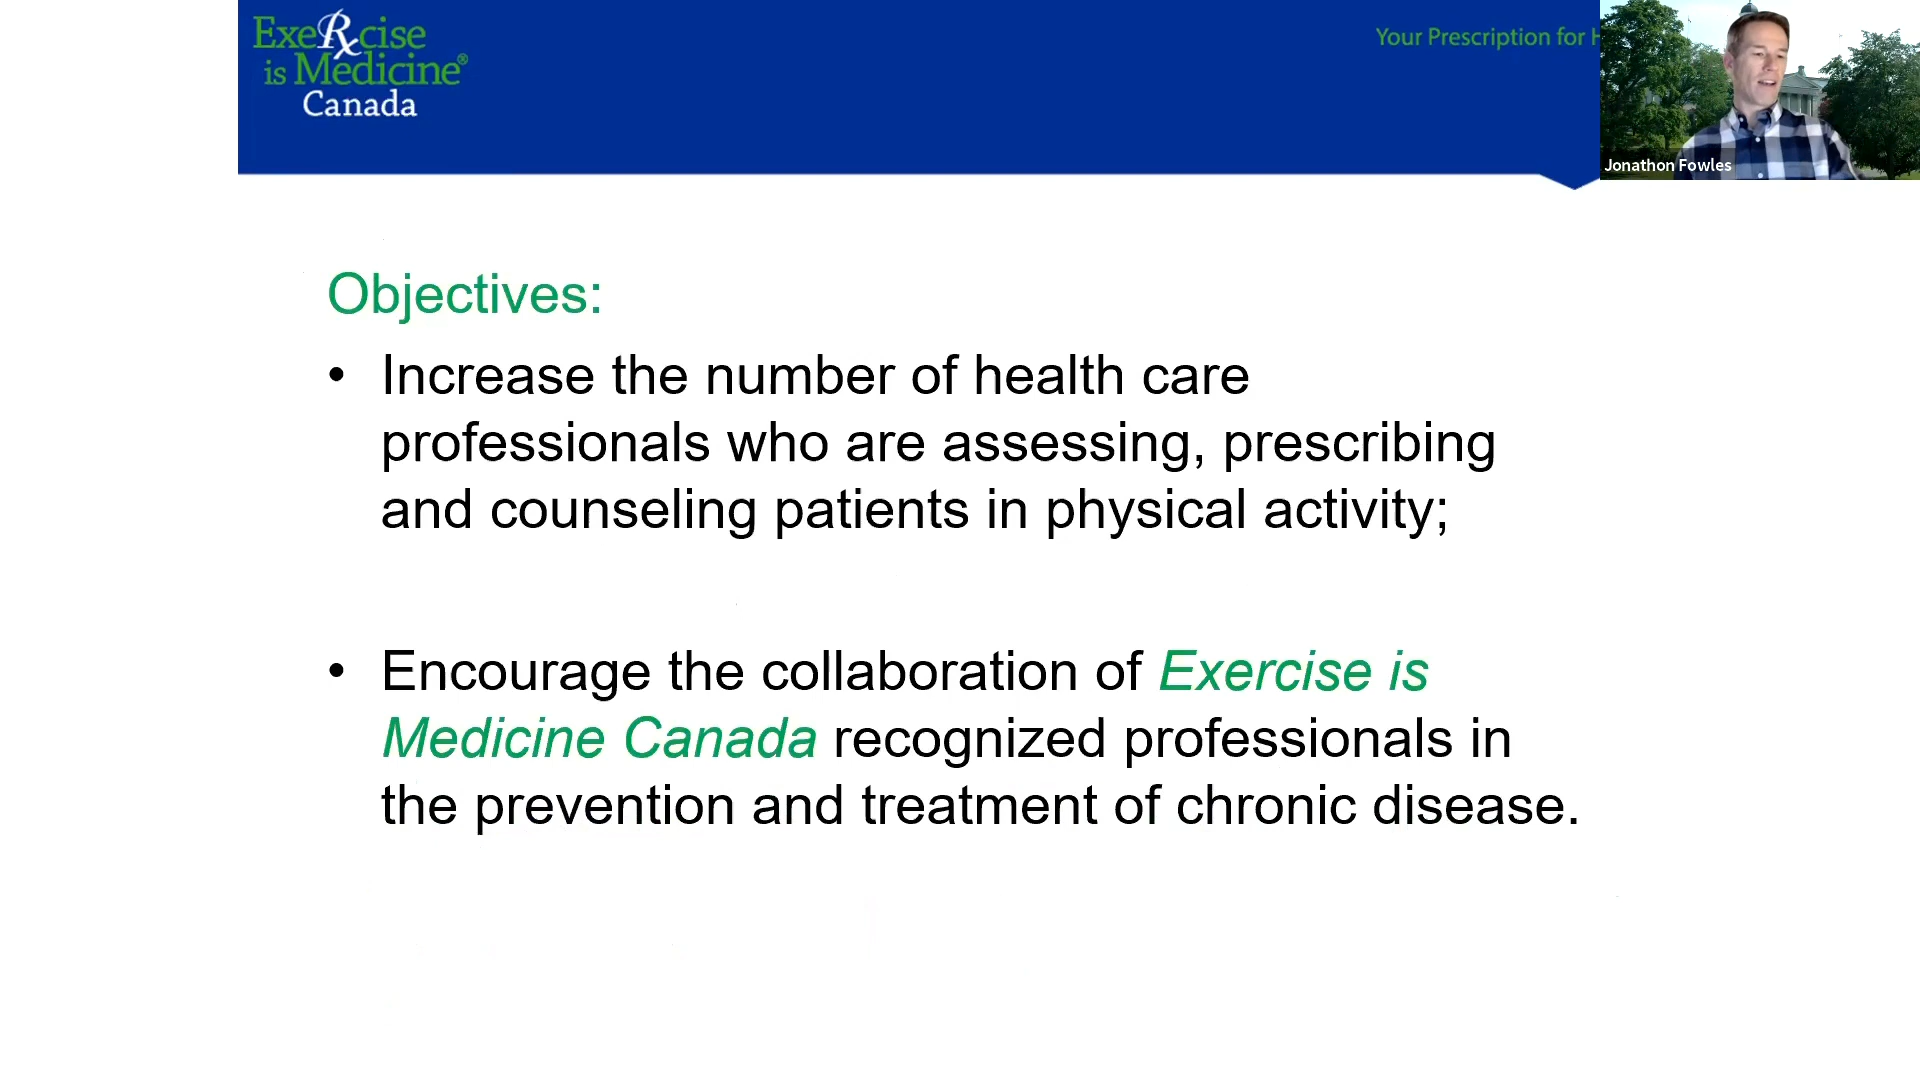 ExeRxcise
is Medicine®
Canada
Your Prescription for H
Jonathon Fowles
Objectives:
• Increase the number of health care
professionals who are assessing, prescribing
and counseling patients in physical activity;
• Encourage the collaboration of Exercise is
Medicine Canada recognized professionals in
the prevention and treatment of chronic disease.